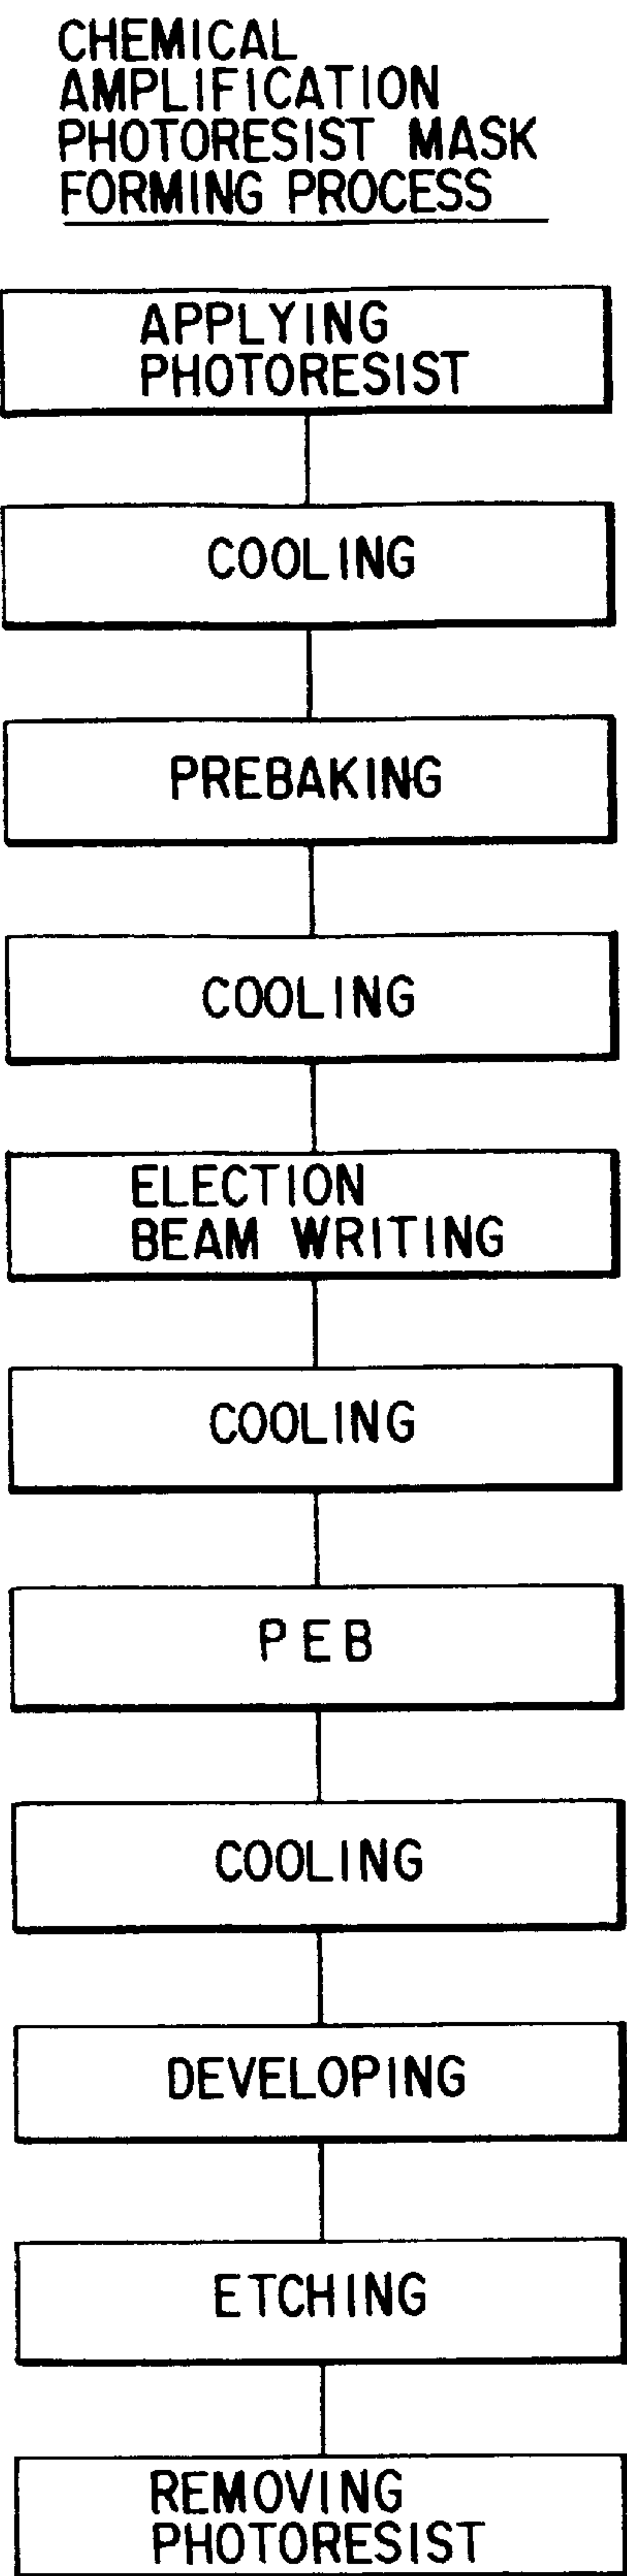 CHEMICAL
AMPLIFICATION
PHOTORESIST MASK
FORMING PROCESS
APPLYING
PHOTORESIST
COOLING
PREBAKING
COOLING
ELECTION
BEAM WRITING
COOLING
PEB
COOLING
DEVELOPING
ETCHING
REMOVING
PHOTORESIST